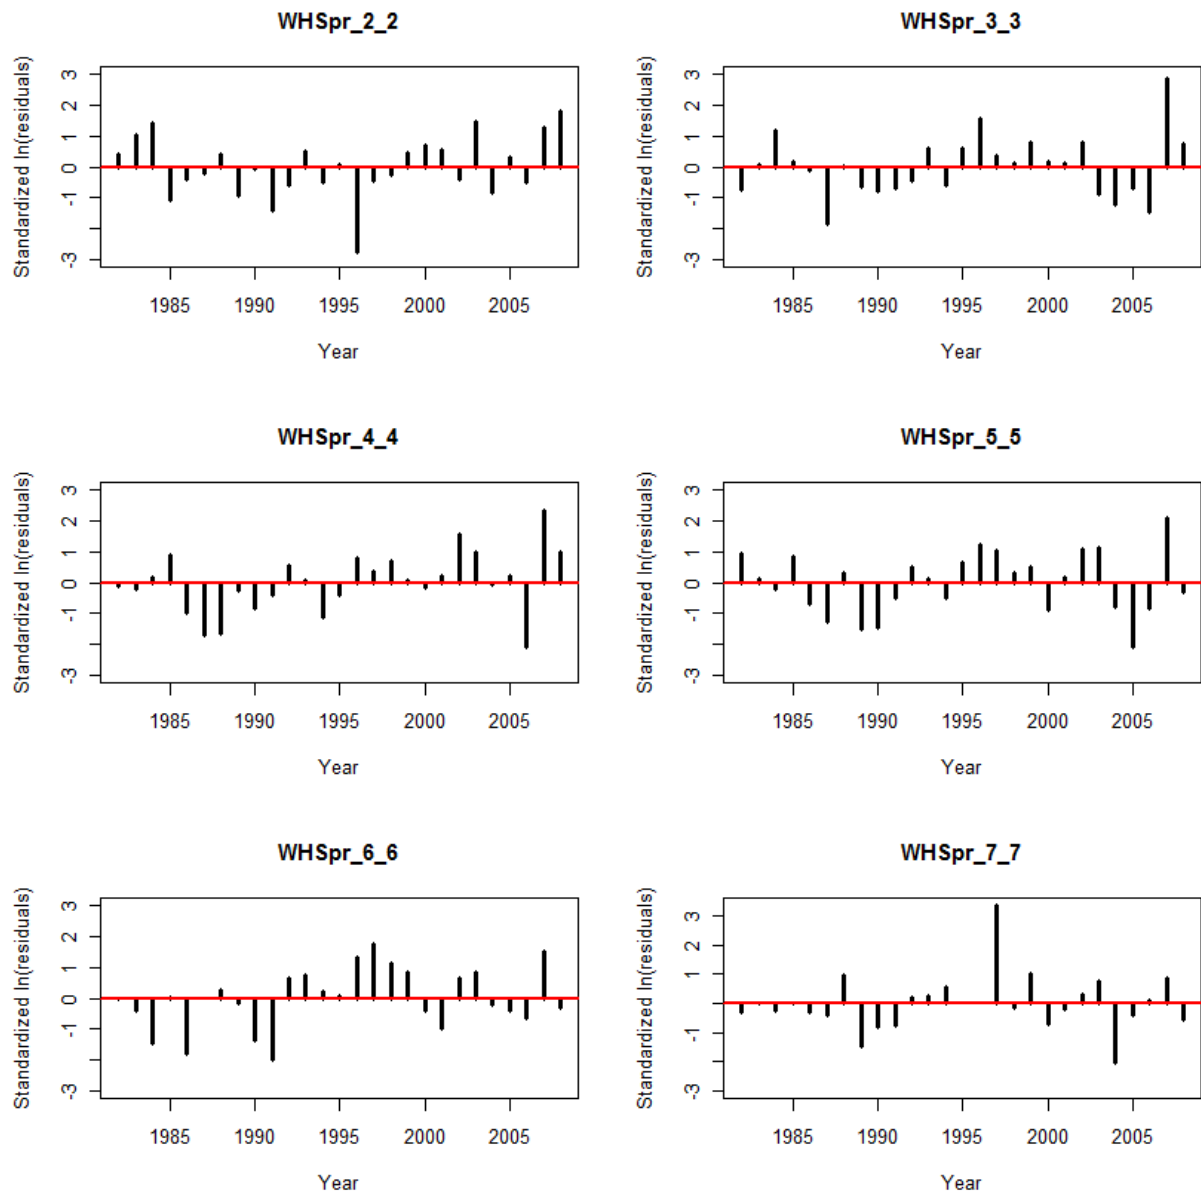 WHSpr_2_2
Standardized ln(residuals)
3
2
1
0
-1
-3
1985 1990 1995 2000 2005
Year
WHSpr_3_3
Standardized ln(residuals)
3
2
1
0
-1
-3
1985 1990 1995 2000 2005
Year
WHSpr_4_4
Standardized ln(residuals)
3
2
1
0
-1
-3
1985 1990 1995 2000 2005
Year
WHSpr_5_5
Standardized ln(residuals)
3
2
1
0
-1
-3
1985 1990 1995 2000 2005
Year
WHSpr_6_6
Standardized ln(residuals)
3
2
1
0
-1
-3
1985 1990 1995 2000 2005
Year
WHSpr_7_7
Standardized ln(residuals)
3
2
1
0
-1
-3
1985 1990 1995 2000 2005
Year